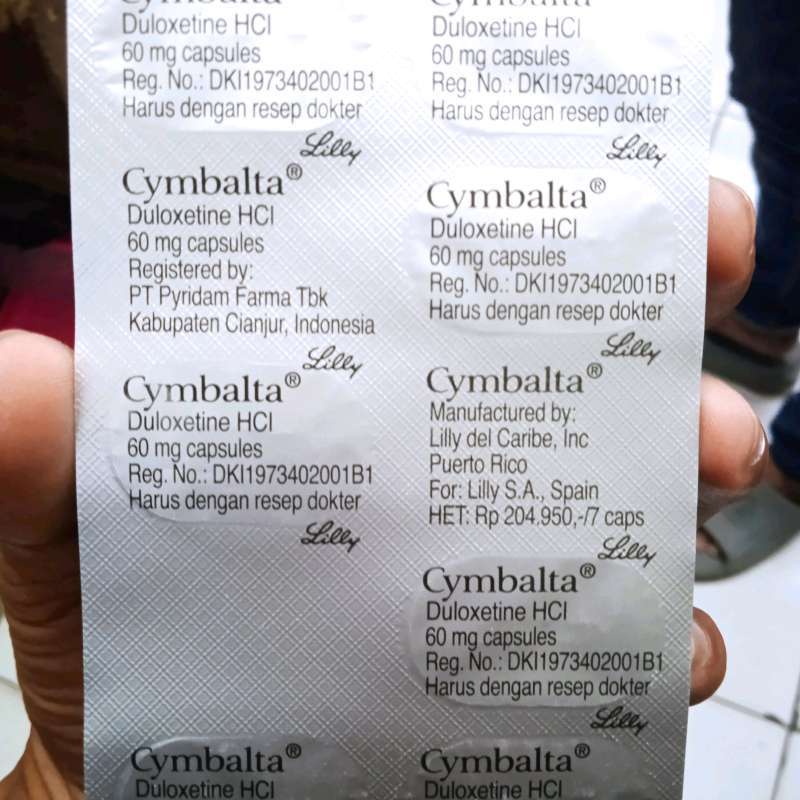 Cymbalta
Duloxetine HCl
60 mg capsules
Reg. No.: DKI1973402001B1
Harus dengan resep dokter
Lilly
Cymbalta®
Duloxetine HCl
60 mg capsules
Registered by:
PT Pyridam Farma Tbk
Kabupaten Cianjur, Indonesia
Lilly
Cymbalta®
Duloxetine HCl
60 mg capsules
Reg. No.: DKI1973402001B1
Harus dengan resep dokter
Lilly
Cymbalta®
Duloxetine HCl
Cymbalta
Duloxetine HCl
60 mg capsules
Reg. No.: DKI1973402001B1
Harus dengan resep dokter
Lilly
Cymbalta®
Duloxetine HCl
60 mg capsules
Reg. No.: DKI1973402001B1
Harus dengan resep dokter
Lilly
Cymbalta®
Manufactured by:
Lilly del Caribe, Inc
Puerto Rico
For: Lilly S.A., Spain
HET: Rp 204.950,-/7 caps
Lilly
Cymbalta®
Duloxetine HCl
60 mg capsules
Reg. No.: DKI1973402001B1
Harus dengan resep dokter
Lilly
Cymbalta®
Duloxetine HCl